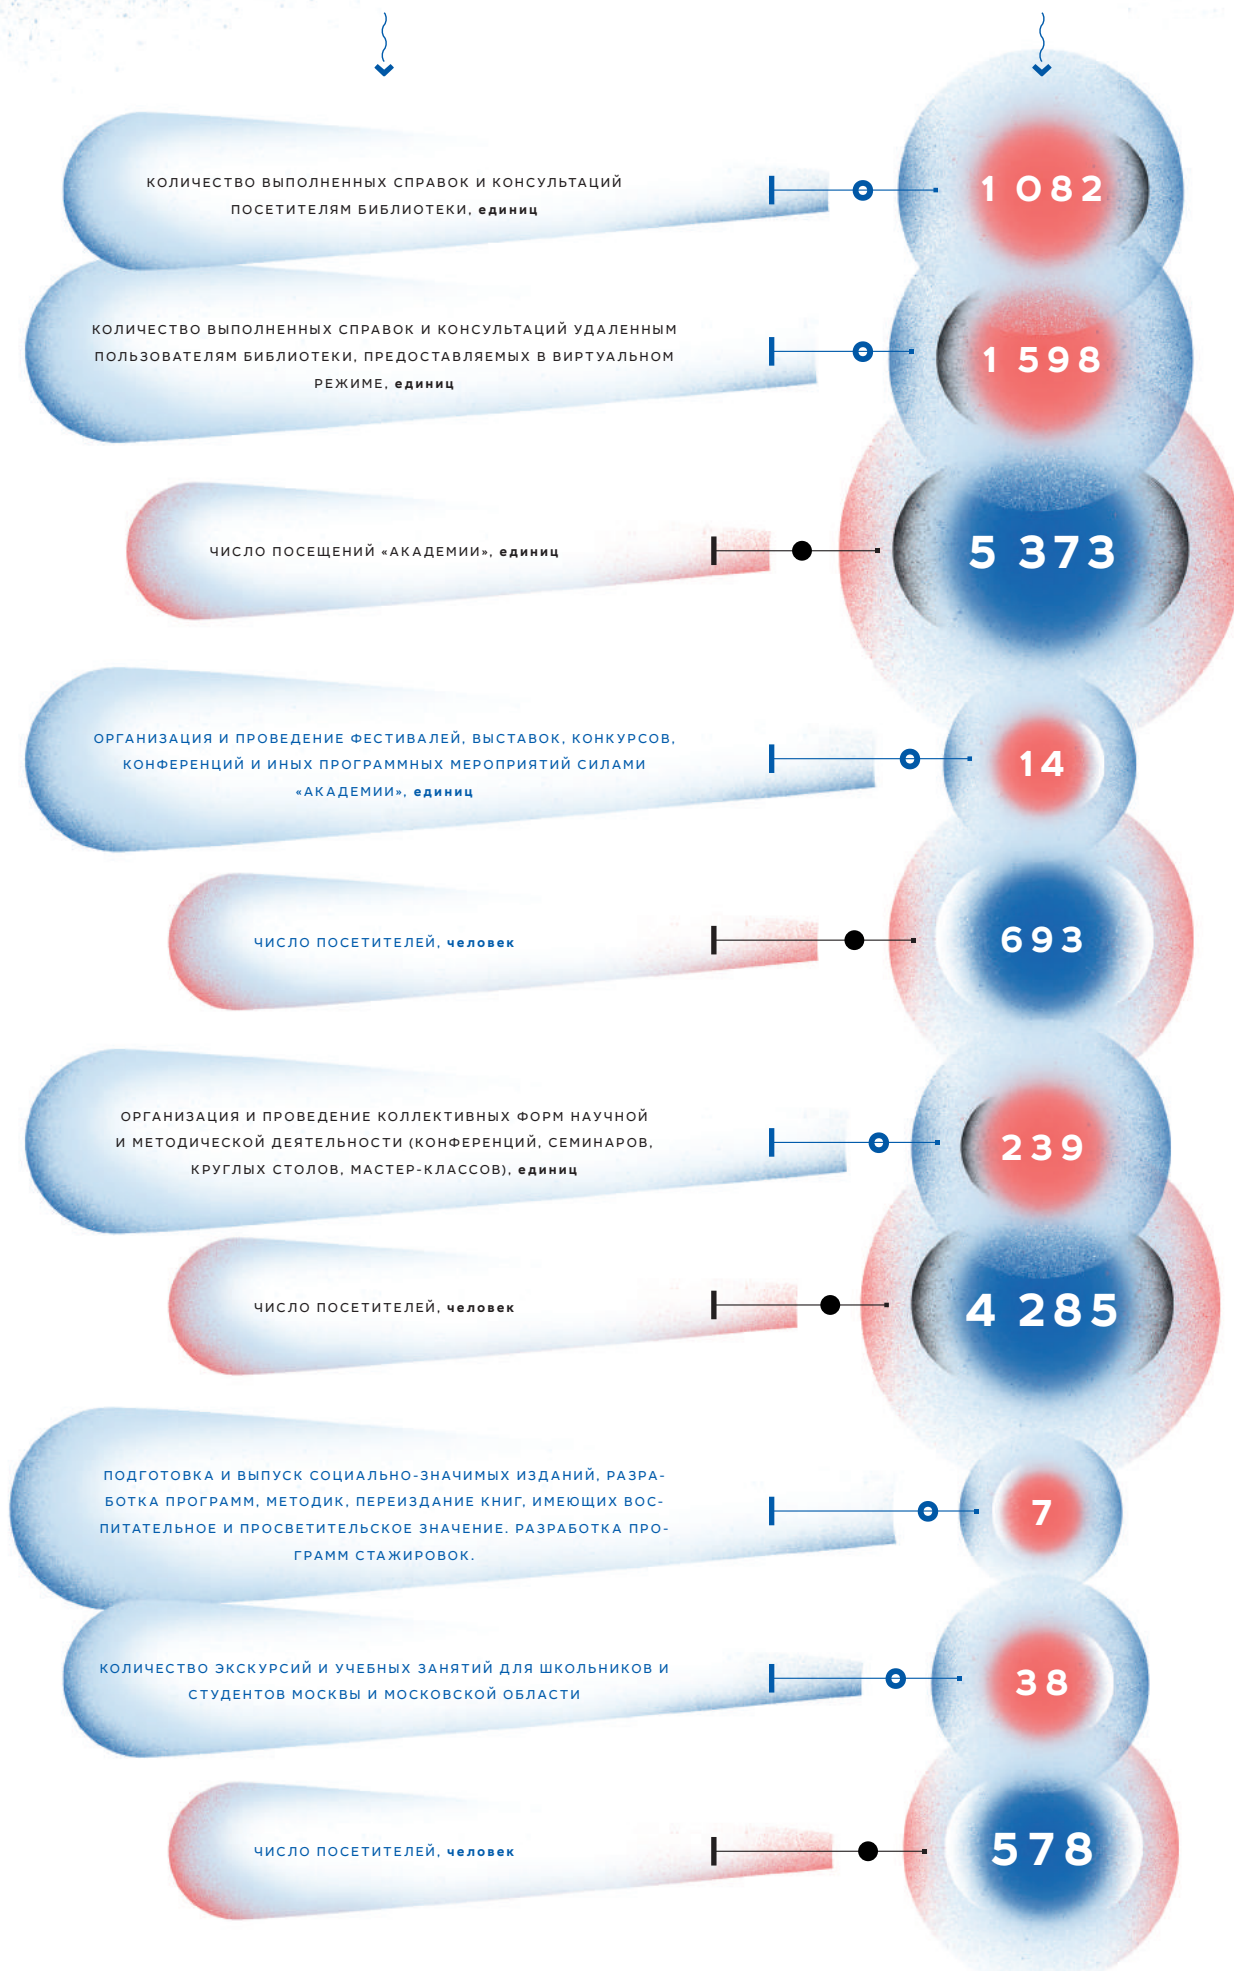 КОЛИЧЕСТВО ВЫПОЛНЕННЫХ СПРАВОК И КОНСУЛЬТАЦИЙ
ПОСЕТИТЕЛЯМ БИБЛИОТЕКИ, единиц
1 082
КОЛИЧЕСТВО ВЫПОЛНЕННЫХ СПРАВОК И КОНСУЛЬТАЦИЙ УДАЛЕННЫМ
ПОЛЬЗОВАТЕЛЯМ БИБЛИОТЕКИ, ПРЕДОСТАВЛЯЕМЫХ В ВИРТУАЛЬНОМ
РЕЖИМЕ, единиц
1 598
ЧИСЛО ПОСЕЩЕНИЙ «АКАДЕМИИ», единиц
5 373
ОРГАНИЗАЦИЯ И ПРОВЕДЕНИЕ ФЕСТИВАЛЕЙ, ВЫСТАВОК, КОНКУРСОВ,
КОНФЕРЕНЦИЙ И ИНЫХ ПРОГРАММНЫХ МЕРОПРИЯТИЙ СИЛАМИ
«АКАДЕМИИ», единиц
14
ЧИСЛО ПОСЕТИТЕЛЕЙ, человек
693
ОРГАНИЗАЦИЯ И ПРОВЕДЕНИЕ КОЛЛЕКТИВНЫХ ФОРМ НАУЧНОЙ
И МЕТОДИЧЕСКОЙ ДЕЯТЕЛЬНОСТИ (КОНФЕРЕНЦИЙ, СЕМИНАРОВ,
КРУГЛЫХ СТОЛОВ, МАСТЕР-КЛАССОВ), единиц
239
ЧИСЛО ПОСЕТИТЕЛЕЙ, человек
4 285
ПОДГОТОВКА И ВЫПУСК СОЦИАЛЬНО-ЗНАЧИМЫХ ИЗДАНИЙ, РАЗРА-
БОТКА ПРОГРАММ, МЕТОДИК, ПЕРЕИЗДАНИЕ КНИГ, ИМЕЮЩИХ ВОС-
ПИТАТЕЛЬНОЕ И ПРОСВЕТИТЕЛЬСКОЕ ЗНАЧЕНИЕ. РАЗРАБОТКА ПРО-
ГРАММ СТАЖИРОВОК.
7
КОЛИЧЕСТВО ЭКСКУРСИЙ И УЧЕБНЫХ ЗАНЯТИЙ ДЛЯ ШКОЛЬНИКОВ И
СТУДЕНТОВ МОСКВЫ И МОСКОВСКОЙ ОБЛАСТИ
38
ЧИСЛО ПОСЕТИТЕЛЕЙ, человек
578